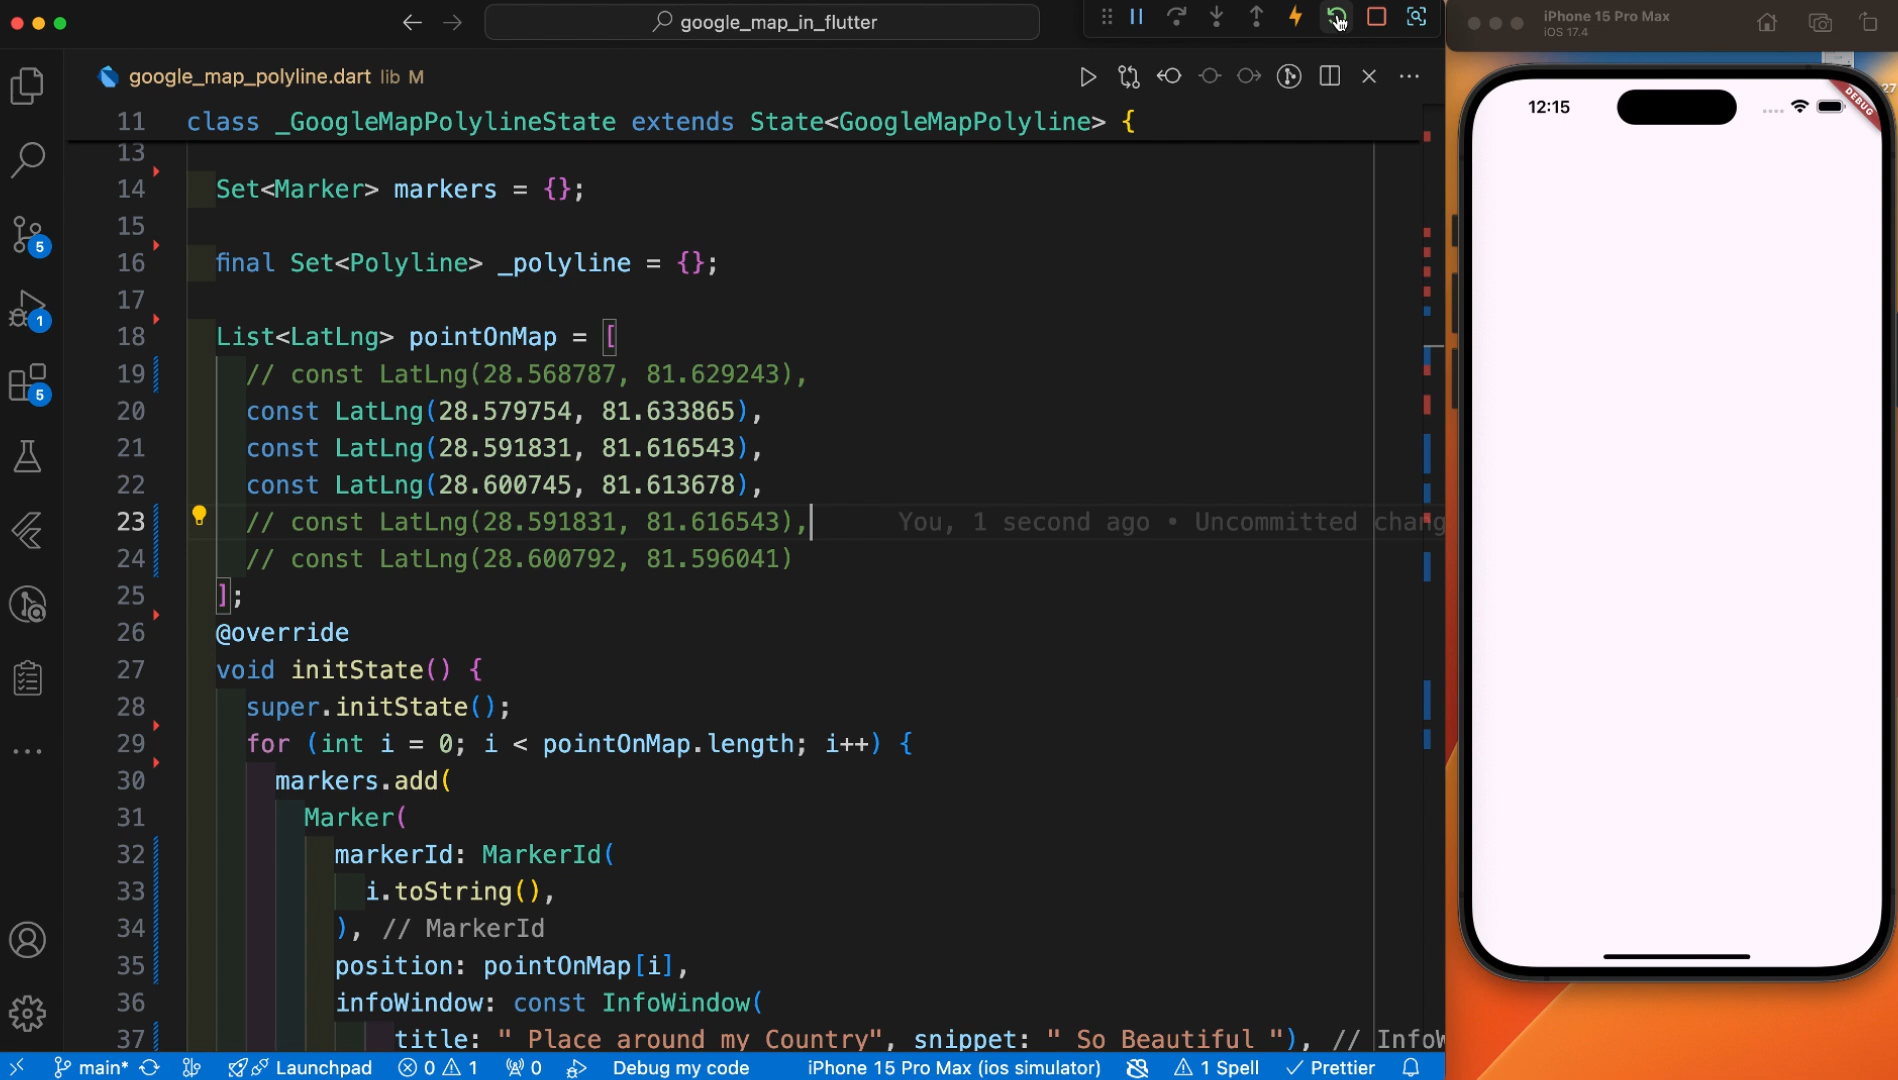 google_map_in_flutter
iPhone 15 Pro Max
iOS 17.4
google_map_polyline.dart lib M
11 class _GoogleMapPolylineState extends State<GoogleMapPolyline> {
13
14 Set<Marker> markers = {};
15
16 final Set<Polyline> _polyline = {};
17
18 List<LatLng> pointOnMap = [
19 // const LatLng(28.568787, 81.629243),
20 const LatLng(28.579754, 81.633865),
21 const LatLng(28.591831, 81.616543),
22 const LatLng(28.600745, 81.613678),
23 // const LatLng(28.591831, 81.616543), You, 1 second ago • Uncommitted chang
24 // const LatLng(28.600792, 81.596041)
25 ];
26 @override
27 void initState() {
28 super.initState();
29 for (int i = 0; i < pointOnMap.length; i++) {
30 markers.add(
31 Marker(
32 markerId: MarkerId(
33 i.toString(),
34 ), // MarkerId
35 position: pointOnMap[i],
36 infoWindow: const InfoWindow(
37 title: " Place around my Country", snippet: " So Beautiful "), // InfoW
5
1
5
12:15
DEBUG
27
main* Launchpad 0 1 0 Debug my code iPhone 15 Pro Max (ios simulator) 1 Spell Prettier